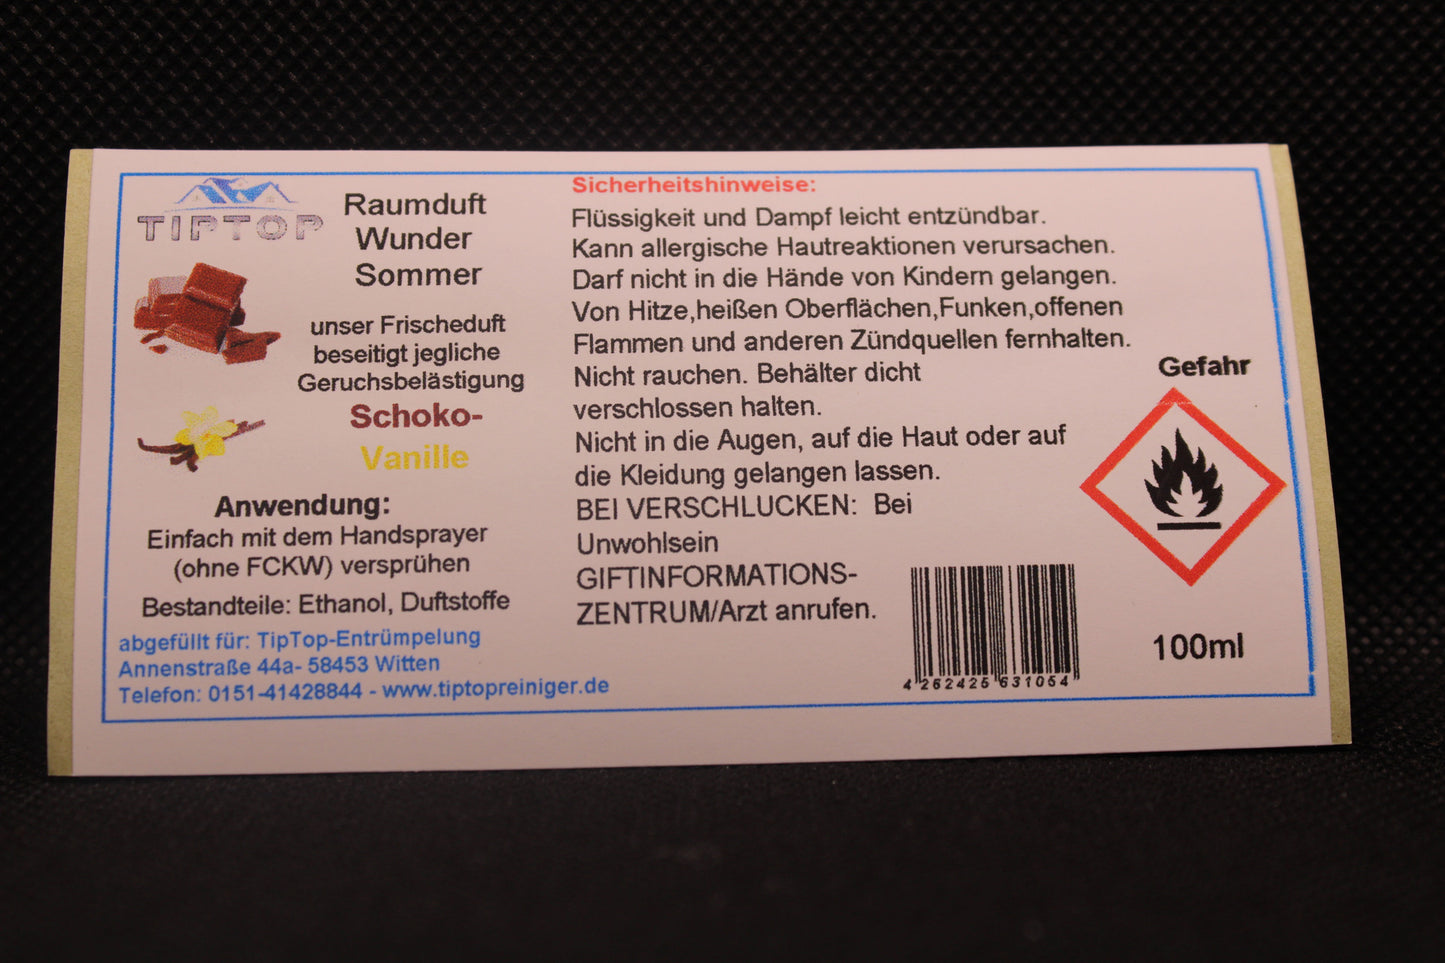 TIPTOP
Raumduft
Wunder
Sommer
unser Frischeduft
beseitigt jegliche
Geruchsbelästigung
Schoko-
Vanille
Anwendung:
Einfach mit dem Handsprayer
(ohne FCKW) versprühen
Bestandteile: Ethanol, Duftstoffe
abgefüllt für: TipTop-Entrümpelung
Annenstraße 44a- 58453 Witten
Telefon: 0151-41428844 - www.tiptopreiniger.de
Sicherheitshinweise:
Flüssigkeit und Dampf leicht entzündbar.
Kann allergische Hautreaktionen verursachen.
Darf nicht in die Hände von Kindern gelangen.
Von Hitze,heißen Oberflächen,Funken,offenen
Flammen und anderen Zündquellen fernhalten.
Nicht rauchen. Behälter dicht
verschlossen halten.
Nicht in die Augen, auf die Haut oder auf
die Kleidung gelangen lassen.
BEI VERSCHLUCKEN: Bei
Unwohlsein
GIFTINFORMATIONS-
ZENTRUM/Arzt anrufen.
Gefahr
4 262425 631054
100ml